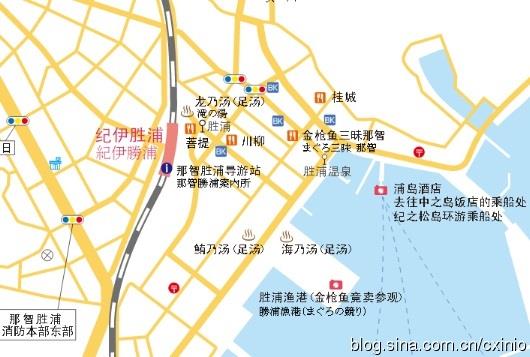 桂城
龙乃汤(足汤)
滝の湯
胜浦
BK
BK
BK
BK
纪伊胜浦
紀伊勝浦
菩提
川柳
金枪鱼三昧那智
まぐろ三昧 那智
日
那智胜浦寻游站
那智勝浦案内所
胜浦温泉
浦岛酒店
去往中之岛饭店的乘船处
纪之松岛环游乘船处
鲔乃汤(足汤)
海乃汤(足汤)
胜浦渔港(金枪鱼竞卖参观)
勝浦漁港(まぐろの競り)
那智胜浦
消防本部东部
blog.sina.com.cn/cxinio